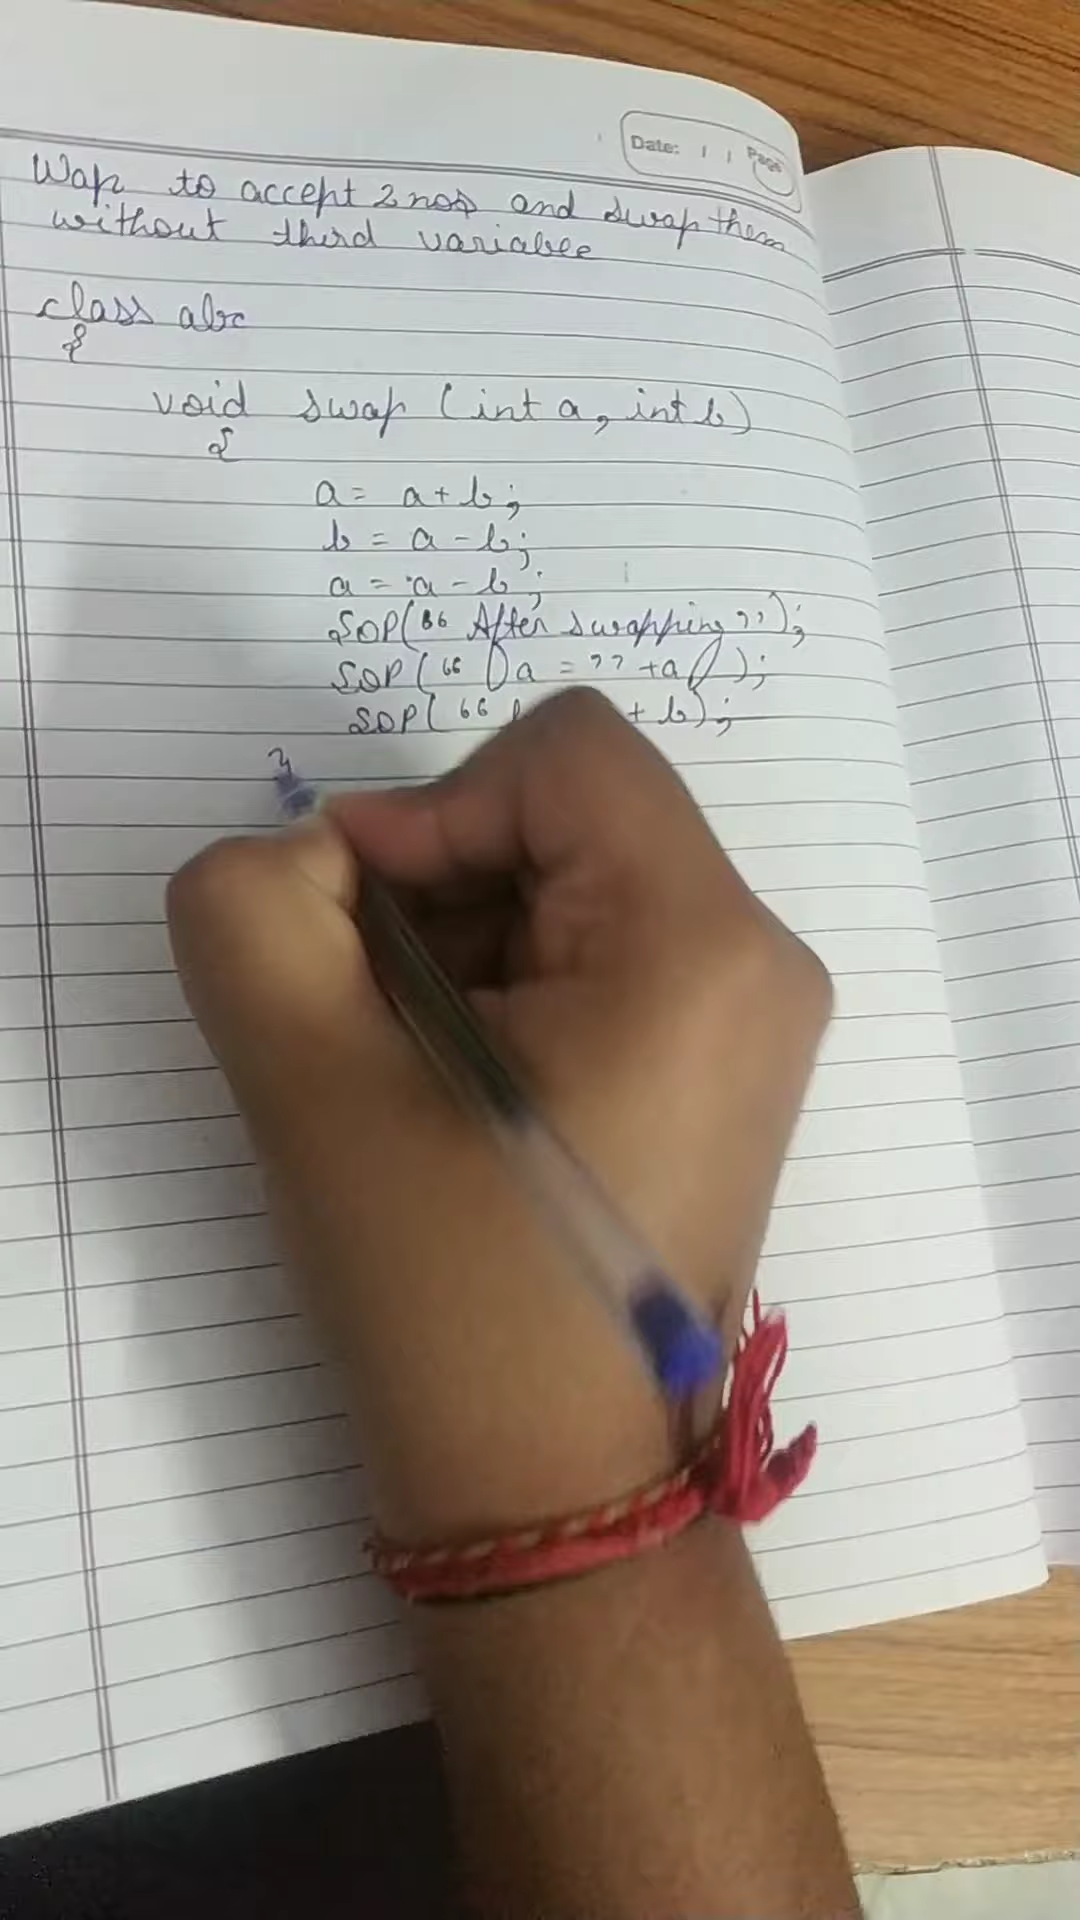 Date: / / Page
Wap to accept 2 nos and swap them
without third variable
class abc
{
void swap (int a, int b)
{
a = a + b;
b = a - b;
a = a - b;
SOP(“ After swapping ”);
SOP(“ a = ” +a );
SOP(“ + b);
}